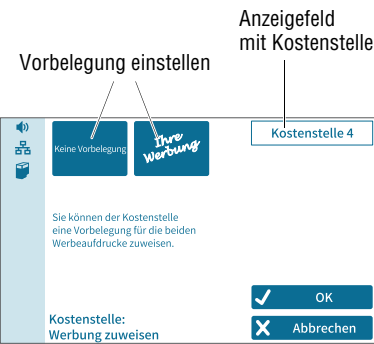 Anzeigefeld
mit Kostenstelle
Vorbelegung einstellen
Keine Vorbelegung
Ihre
Werbung
Kostenstelle 4
Sie können der Kostenstelle
eine Vorbelegung für die beiden
Werbeaufdrucke zuweisen.
OK
Kostenstelle:
Werbung zuweisen
Abbrechen